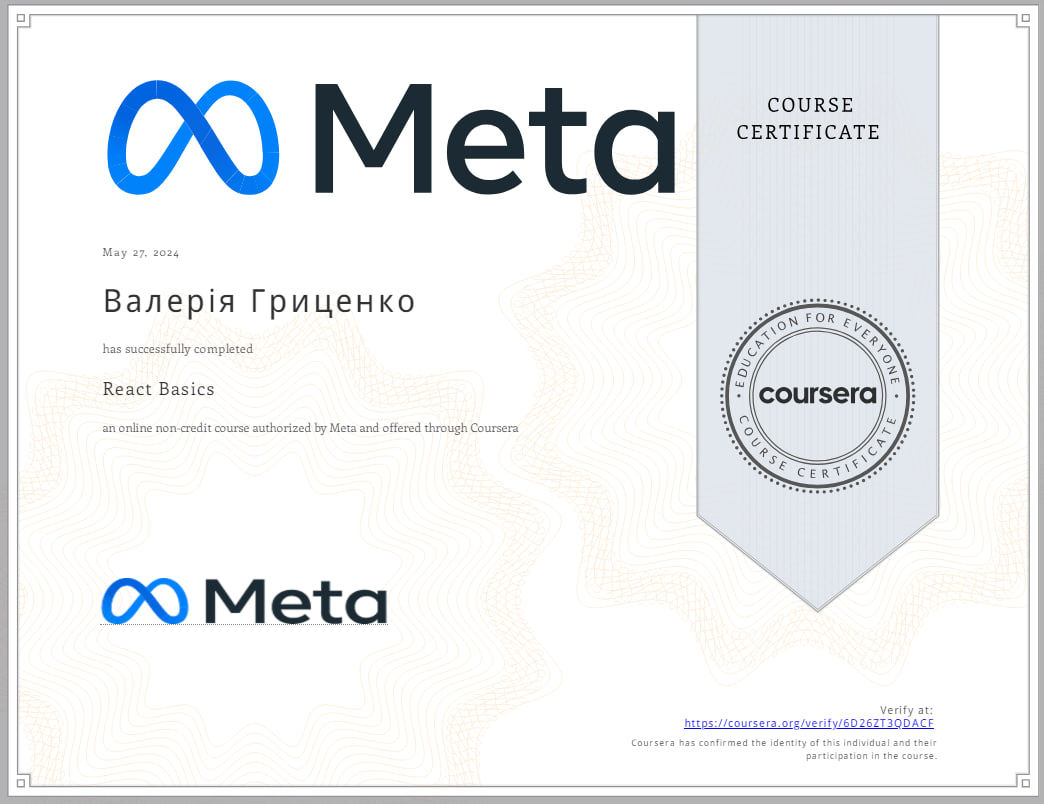 Meta
COURSE
CERTIFICATE
May 27, 2024
Валерія Гриценко
has successfully completed
React Basics
an online non-credit course authorized by Meta and offered through Coursera
EDUCATION FOR EVERYONE
coursera
COURSE CERTIFICATE
Meta
Verify at:
https://coursera.org/verify/6D26ZT3QDACF
Coursera has confirmed the identity of this individual and their
participation in the course.